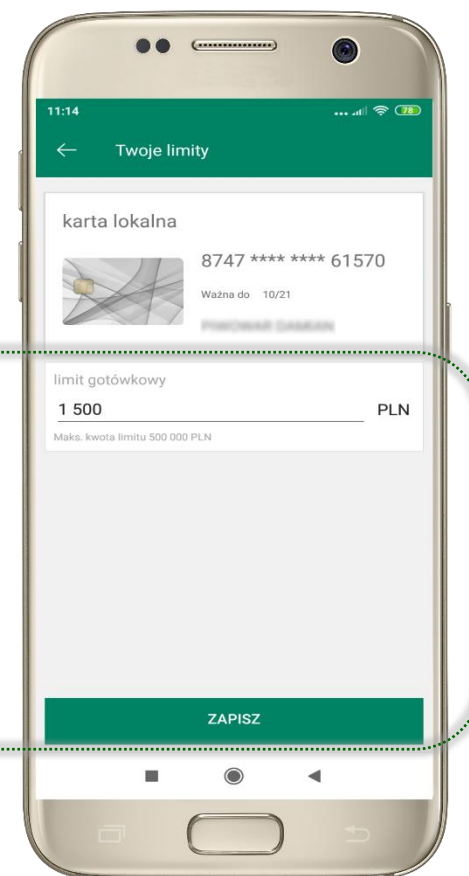 11:14
78
Twoje limity
karta lokalna
8747 **** **** 61570
Ważna do 10/21
limit gotówkowy
1 500 PLN
Maks. kwota limitu 500 000 PLN
ZAPISZ